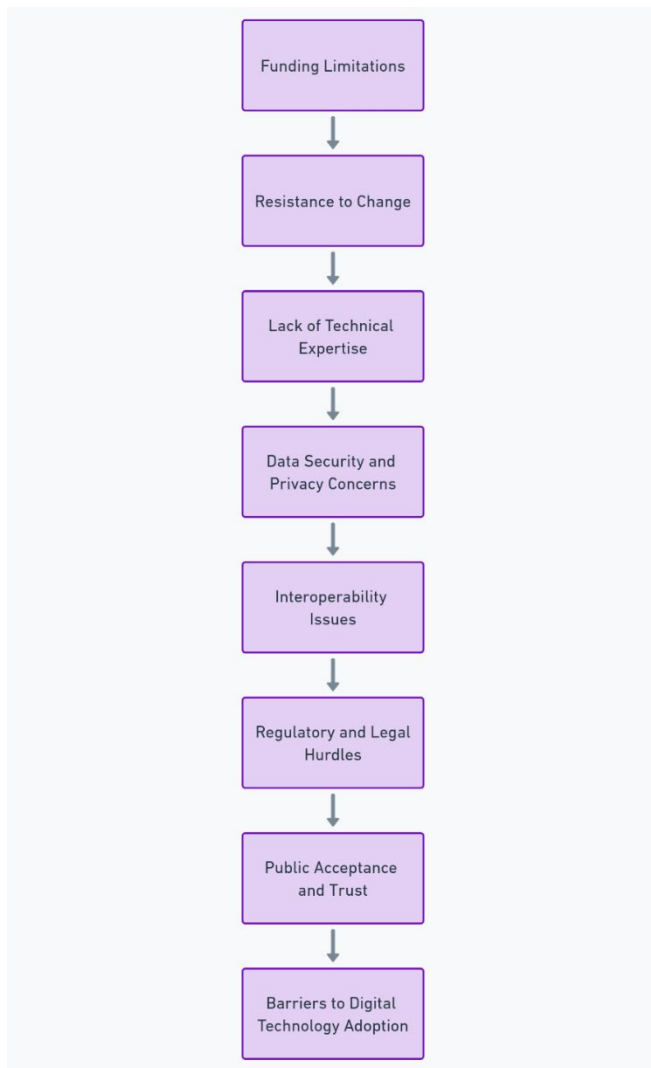 Funding Limitations
Resistance to Change
Lack of Technical
Expertise
Data Security and
Privacy Concerns
Interoperability
Issues
Regulatory and Legal
Hurdles
Public Acceptance
and Trust
Barriers to Digital
Technology Adoption